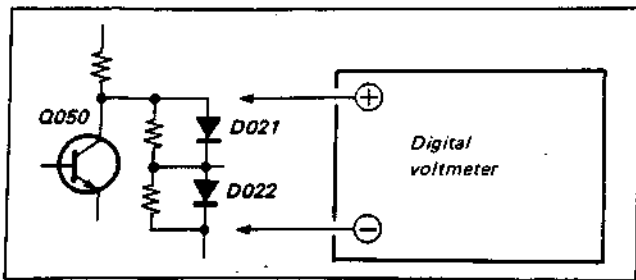 Q050
D021
D022
+
−
Digital
voltmeter